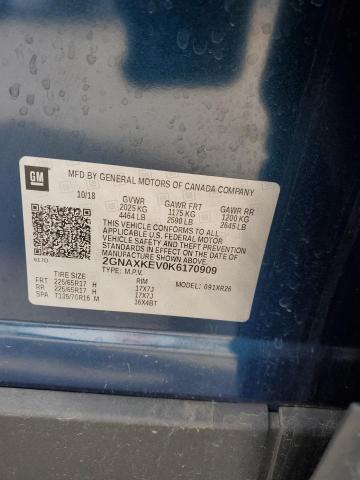 GM
MFD BY GENERAL MOTORS OF CANADA COMPANY
10/18 GVWR GAWR FRT GAWR RR
2025 KG 1175 KG 1200 KG
4464 LB 2590 LB 2645 LB
THIS VEHICLE CONFORMS TO ALL
APPLICABLE U.S. FEDERAL MOTOR
VEHICLE SAFETY, BUMPER, AND THEFT
PREVENTION STANDARDS IN EFFECT ON
THE DATE OF MANUFACTURE SHOWN ABOVE.
2GNAXKEV0K6170909
TYPE: M.P.V.
TIRE SIZE RIM MODEL: 091XR26
FRT 225/65R17 H 17X7J
RR 225/65R17 H 17X7J
SPA T135/70R16 M 16X4BT